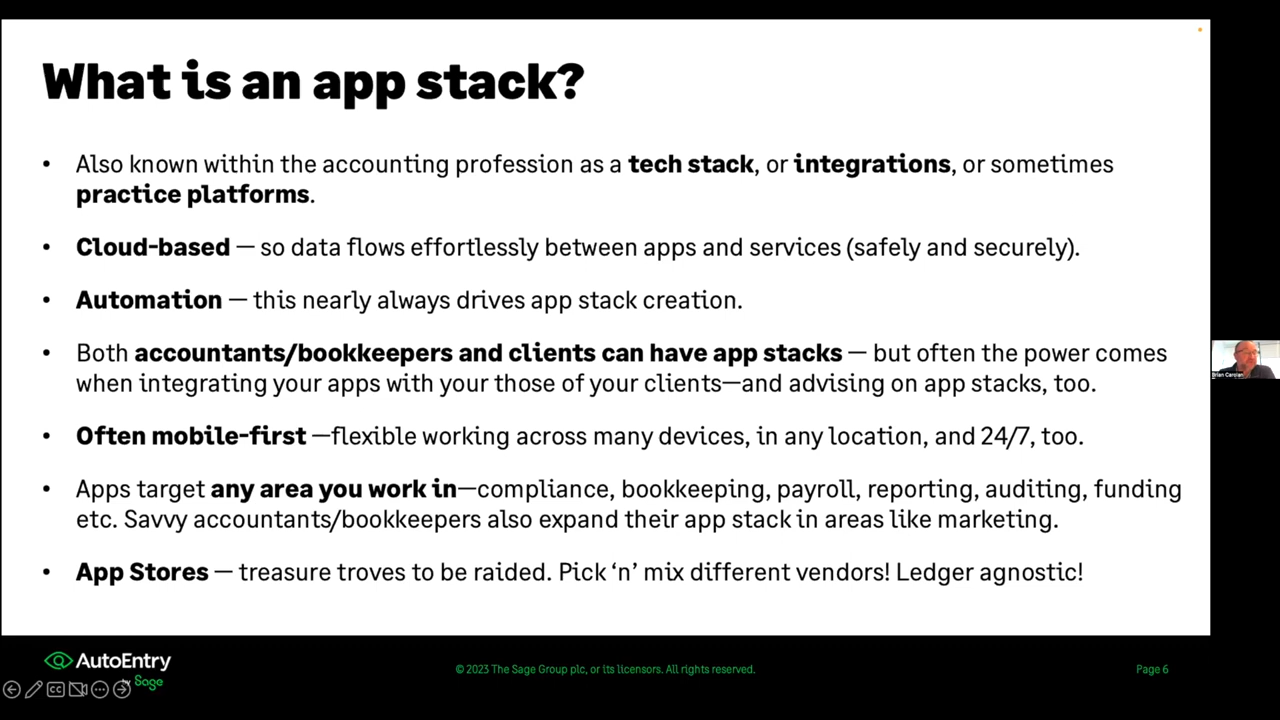 What is an app stack?
• Also known within the accounting profession as a tech stack, or integrations, or sometimes
practice platforms.
• Cloud-based — so data flows effortlessly between apps and services (safely and securely).
• Automation — this nearly always drives app stack creation.
• Both accountants/bookkeepers and clients can have app stacks — but often the power comes
when integrating your apps with your those of your clients—and advising on app stacks, too.
• Often mobile-first —flexible working across many devices, in any location, and 24/7, too.
• Apps target any area you work in—compliance, bookkeeping, payroll, reporting, auditing, funding
etc. Savvy accountants/bookkeepers also expand their app stack in areas like marketing.
• App Stores — treasure troves to be raided. Pick ‘n’ mix different vendors! Ledger agnostic!
Brian
AutoEntry
by Sage
CC
© 2023 The Sage Group plc, or its licensors. All rights reserved.
Page 6